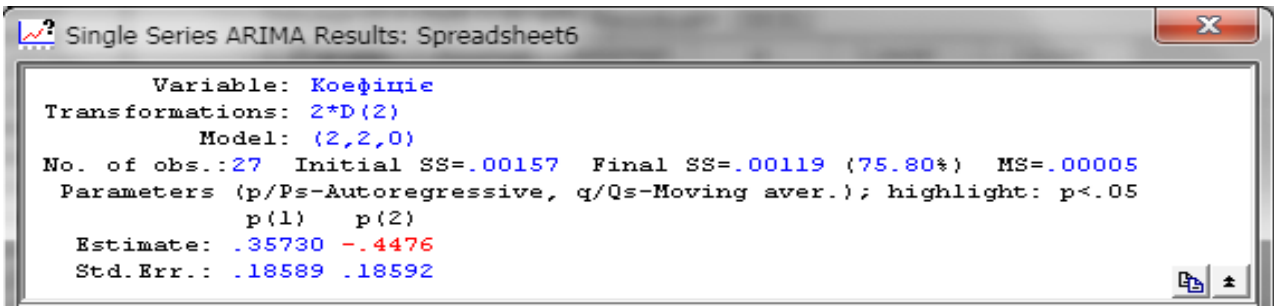 Single Series ARIMA Results: Spreadsheet6
Variable: Коефіціє
Transformations: 2*D(2)
Model: (2,2,0)
No. of obs.:27 Initial SS=.00157 Final SS=.00119 (75.80%) MS=.00005
Parameters (p/Ps-Autoregressive, q/Qs-Moving aver.); highlight: p<.05
p(1) p(2)
Estimate: .35730 -.4476
Std.Err.: .18589 .18592